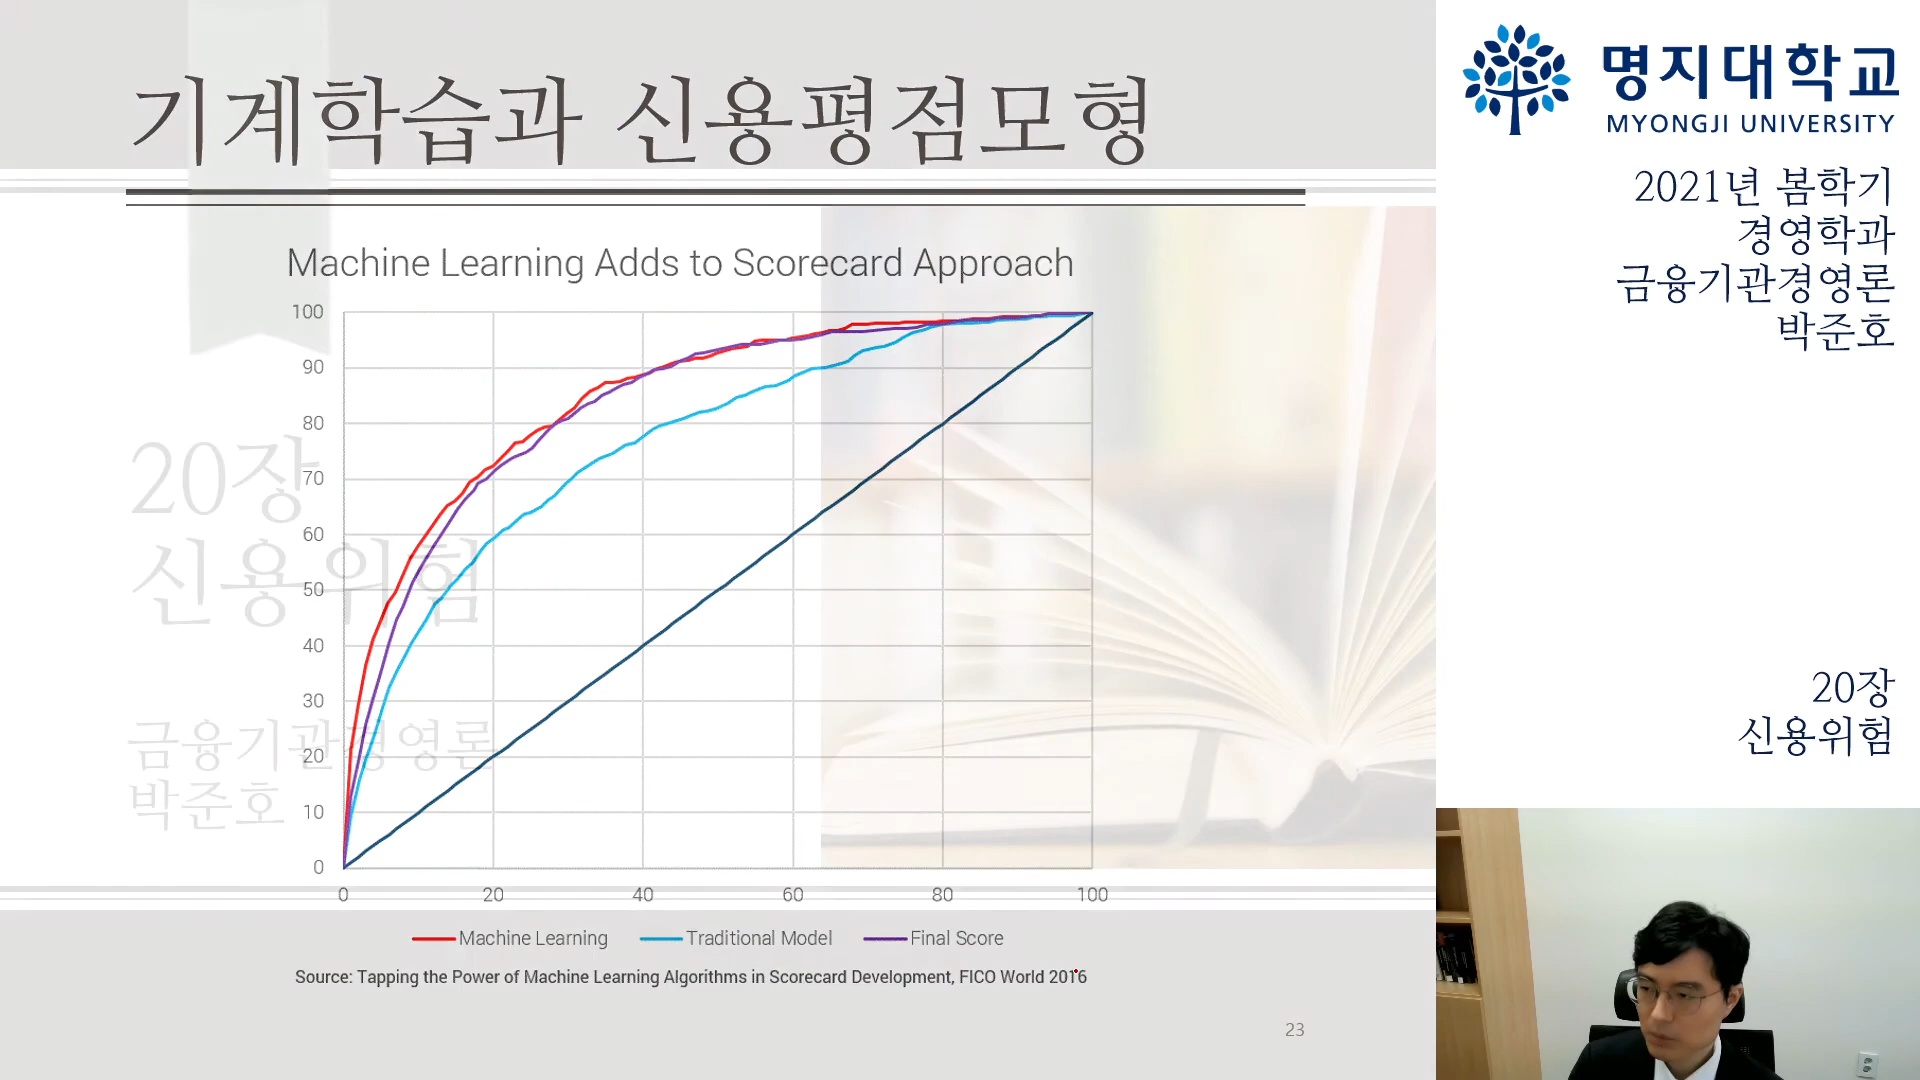 기계학습과 신용평점모형
Machine Learning Adds to Scorecard Approach
100
90
80
70
60
50
40
30
20
10
0
0 20 40 60 80 100
Machine Learning Traditional Model Final Score
Source: Tapping the Power of Machine Learning Algorithms in Scorecard Development, FICO World 2016
23
20장
신용위험
금융기관경영론
박준호
명지대학교
MYONGJI UNIVERSITY
2021년 봄학기
경영학과
금융기관경영론
박준호
20장
신용위험